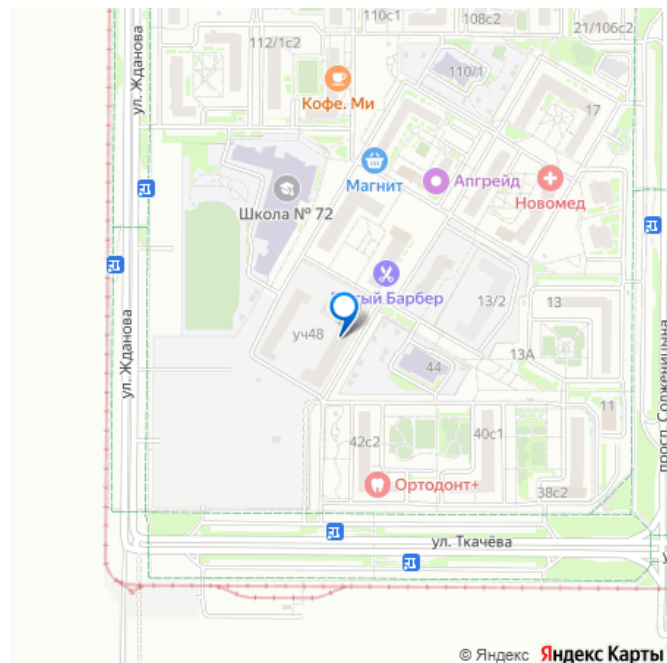 110с1
108с2
21/106с2
112/1с2
ул. Жданова
110/1
Кофе. Ми
17
Магнит
Апгрейд
Новомед
Школа № 72
Барбер
13/2
13
уч48
13А
44
ул. Жданова
просп. Солженицына
11
42с2
40с1
Ортодонт+
38с2
ул. Ткачёва
© Яндекс Яндекс Карты